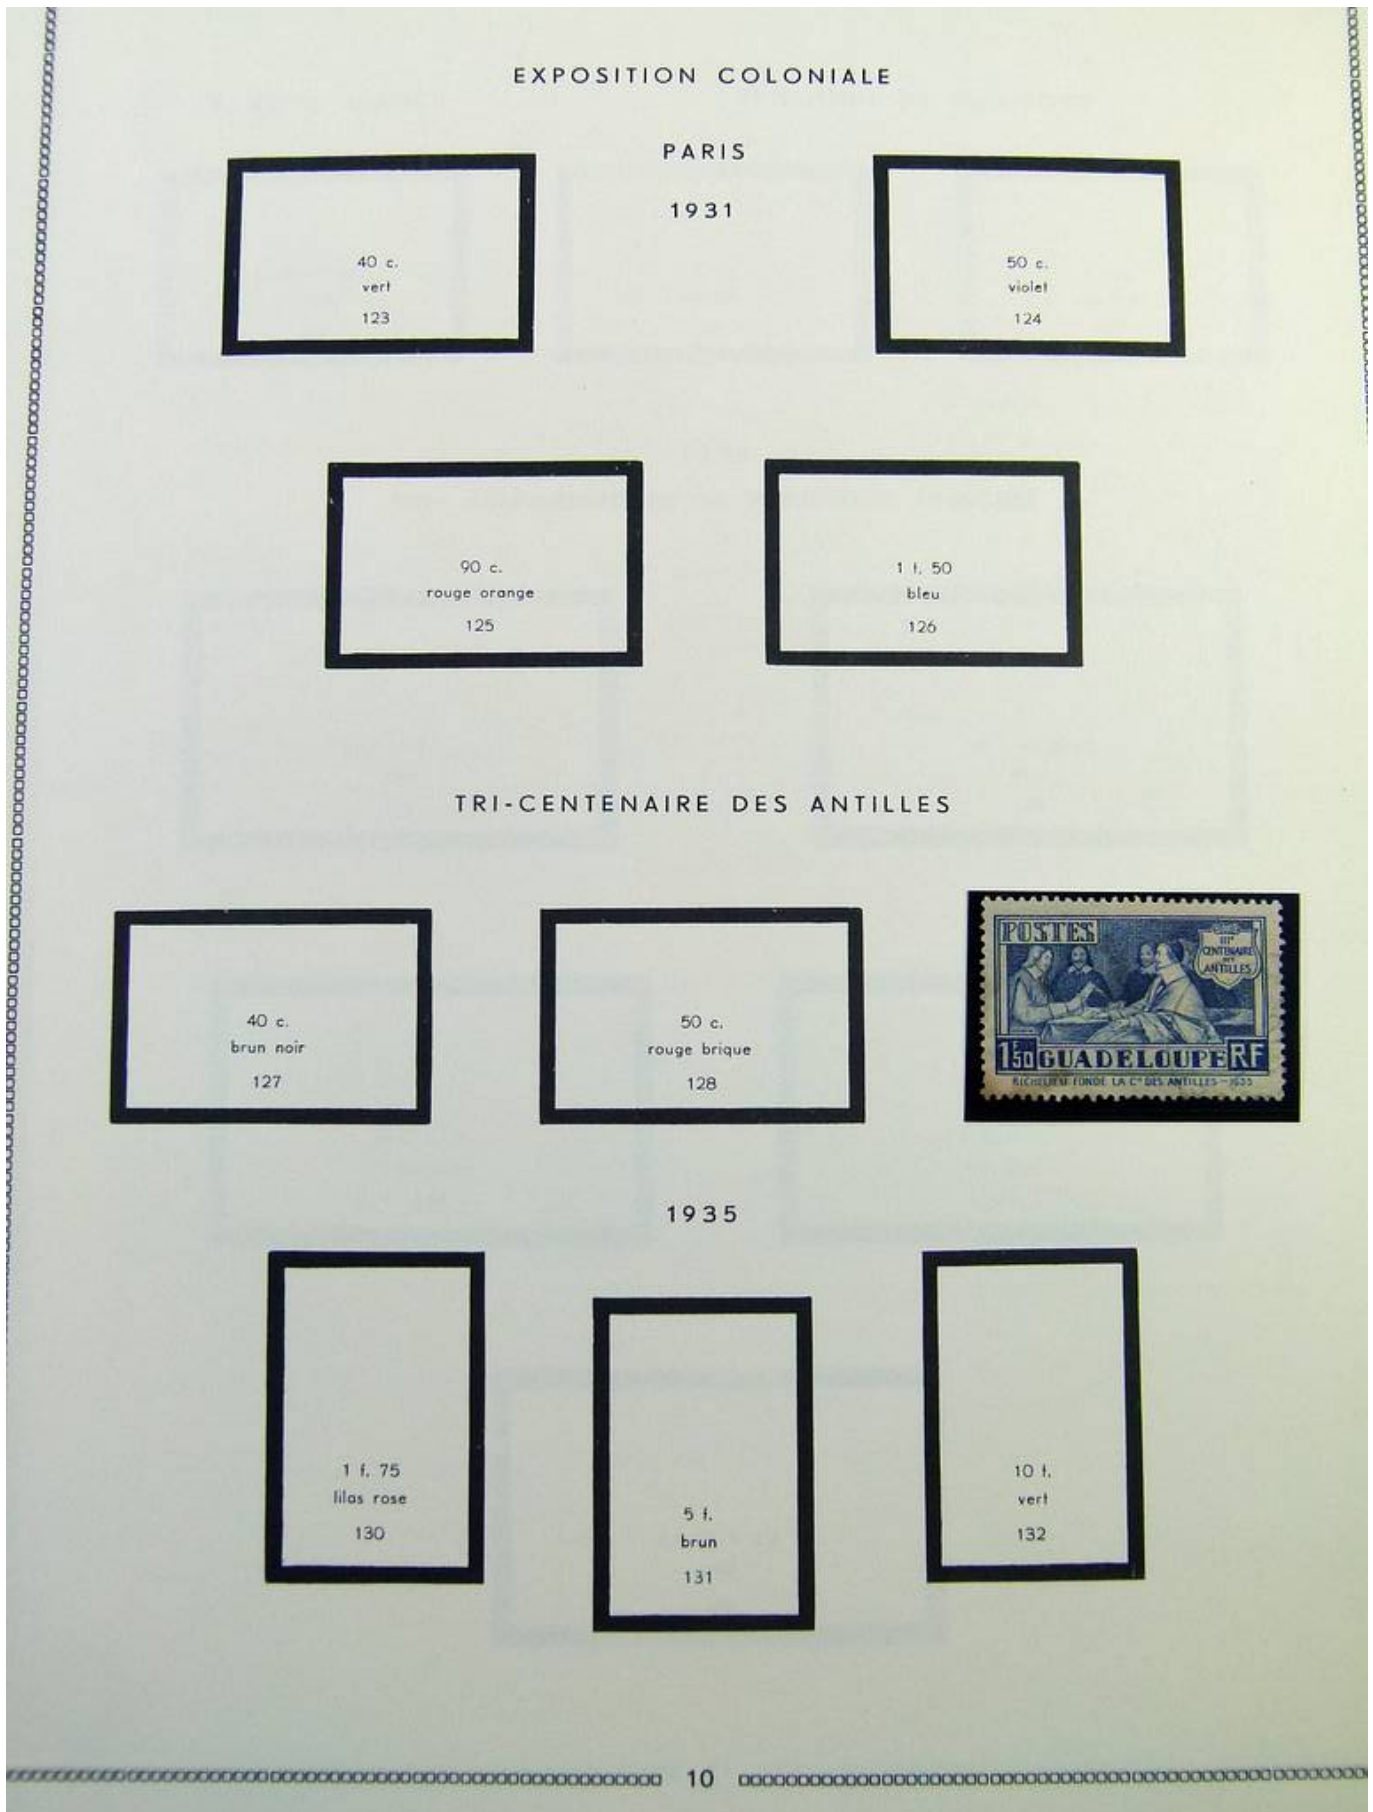 EXPOSITION COLONIALE
PARIS
1931
40 c.
vert
123
50 c.
violet
124
90 c.
rouge orange
125
1 f. 50
bleu
126
TRI-CENTENAIRE DES ANTILLES
40 c.
brun noir
127
50 c.
rouge brique
128
POSTES
IIIe
CENTENAIRE
DES
ANTILLES
1F50 GUADELOUPE RF
RICHELIEU FONDE LA Cie DES ANTILLES - 1635
1935
1 f. 75
lilas rose
130
5 f.
brun
131
10 f.
vert
132
10